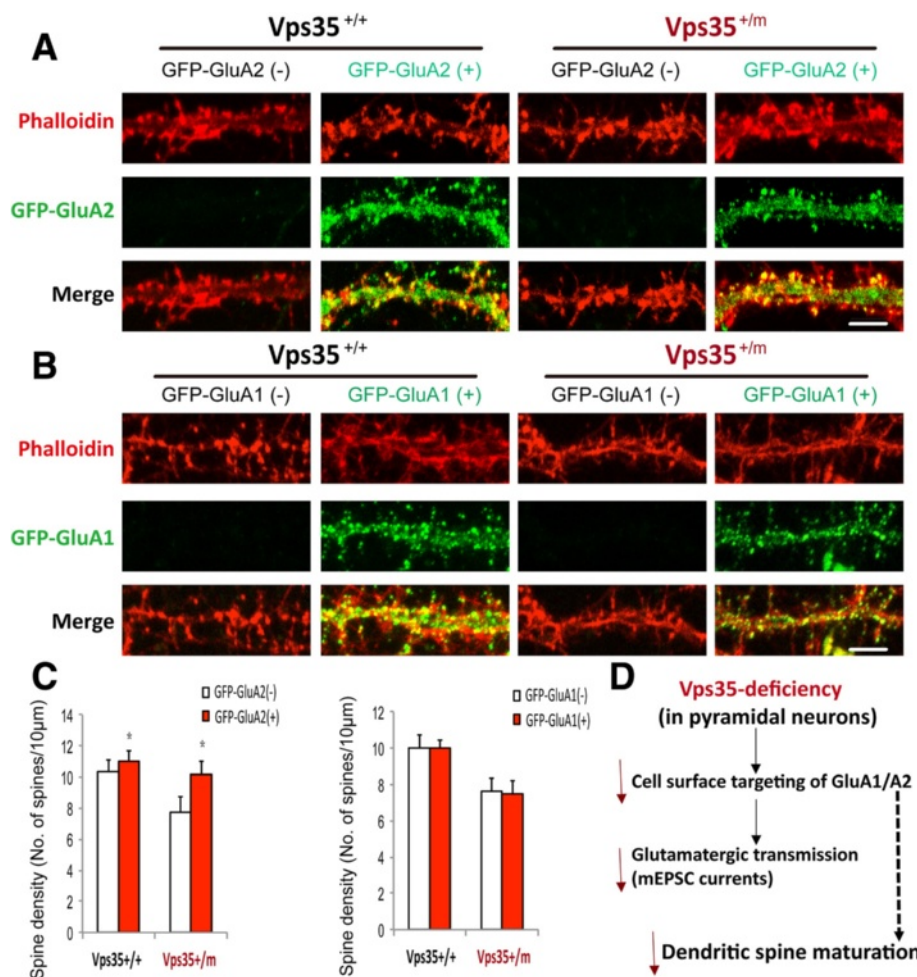 A
Vps35 +/+
Vps35 +/m
GFP-GluA2 (-)
GFP-GluA2 (+)
GFP-GluA2 (-)
GFP-GluA2 (+)
Phalloidin
GFP-GluA2
Merge
B
Vps35 +/+
Vps35 +/m
GFP-GluA1 (-)
GFP-GluA1 (+)
GFP-GluA1 (-)
GFP-GluA1 (+)
Phalloidin
GFP-GluA1
Merge
C
GFP-GluA2(-)
GFP-GluA2(+)
Spine density (No. of spines/10μm)
14
12
10
8
6
4
2
0
*
*
Vps35+/+
Vps35+/m
GFP-GluA1(-)
GFP-GluA1(+)
Spine density (No. of spines/10μm)
12
10
8
6
4
2
0
Vps35+/+
Vps35+/m
D
Vps35-deficiency
(in pyramidal neurons)
Cell surface targeting of GluA1/A2
Glutamatergic transmission
(mEPSC currents)
Dendritic spine maturation